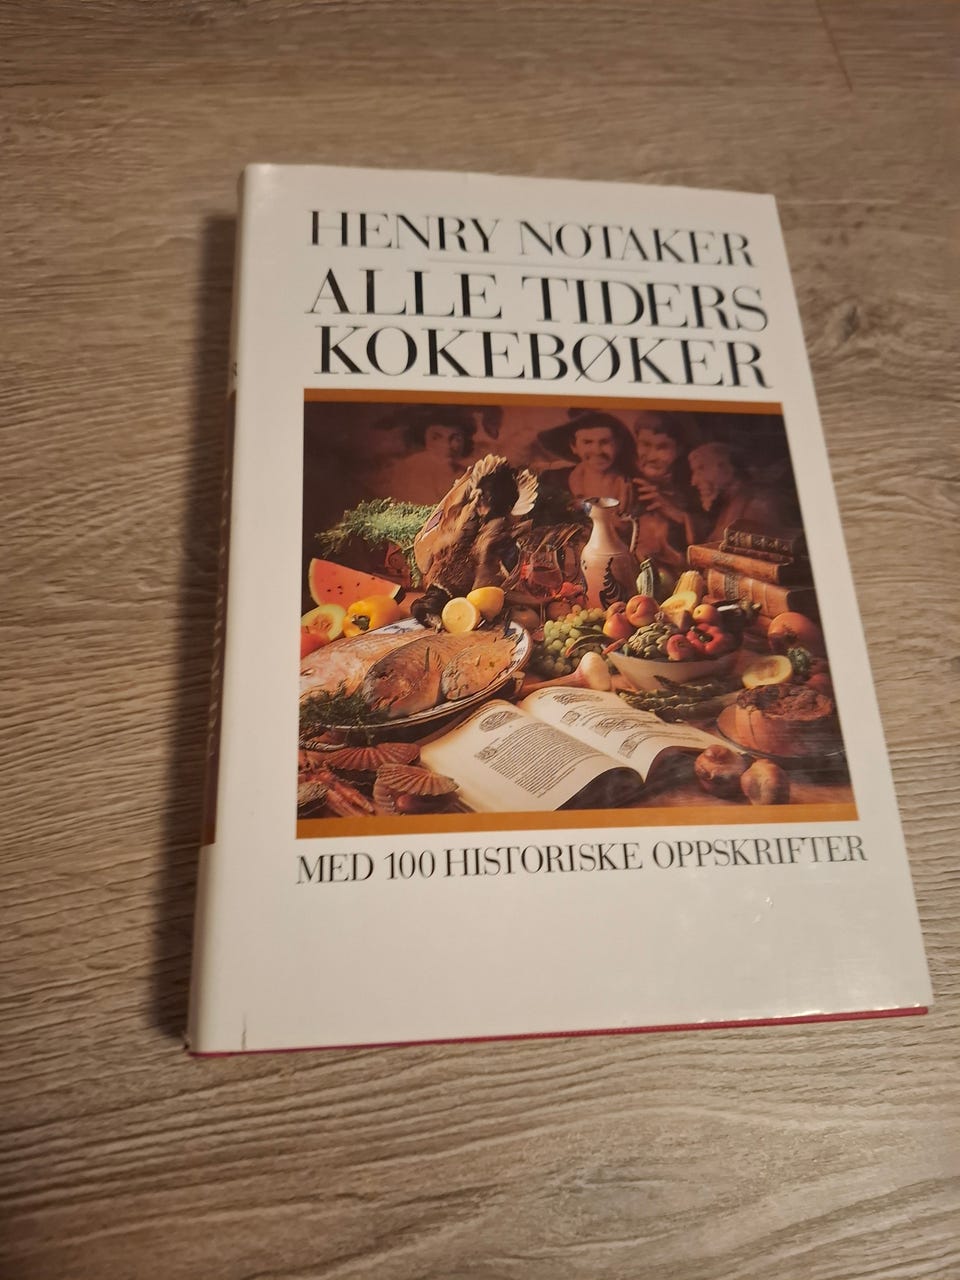 HENRY NOTAKER
ALLE TIDERS
KOKEBØKER
MED 100 HISTORISKE OPPSKRIFTER